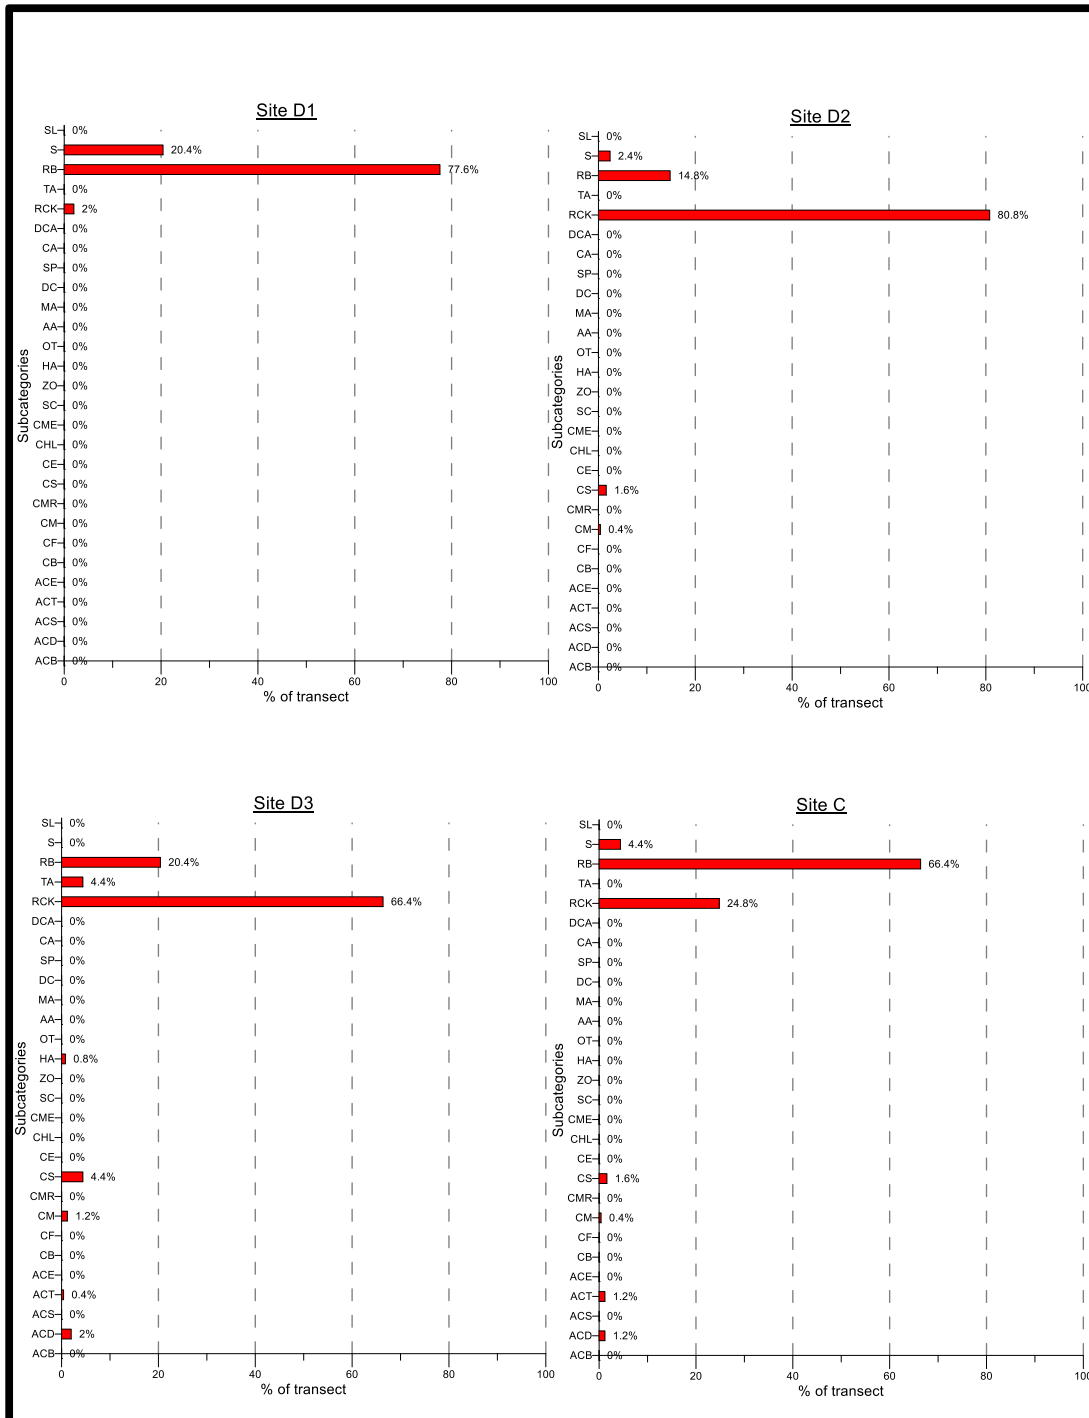 Site D1
SL 0%
S 20.4%
RB 77.6%
TA 0%
RCK 2%
DCA 0%
CA 0%
SP 0%
DC 0%
MA 0%
AA 0%
OT 0%
HA 0%
ZO 0%
SC 0%
CME 0%
CHL 0%
CE 0%
CS 0%
CMR 0%
CM 0%
CF 0%
CB 0%
ACE 0%
ACT 0%
ACS 0%
ACD 0%
ACB 0%
Subcategories
0 20 40 60 80 100
% of transect
Site D2
SL 0%
S 2.4%
RB 14.8%
TA 0%
RCK 80.8%
DCA 0%
CA 0%
SP 0%
DC 0%
MA 0%
AA 0%
OT 0%
HA 0%
ZO 0%
SC 0%
CME 0%
CHL 0%
CE 0%
CS 1.6%
CMR 0%
CM 0.4%
CF 0%
CB 0%
ACE 0%
ACT 0%
ACS 0%
ACD 0%
ACB 0%
Subcategories
0 20 40 60 80 100
% of transect
Site D3
SL 0%
S 0%
RB 20.4%
TA 4.4%
RCK 66.4%
DCA 0%
CA 0%
SP 0%
DC 0%
MA 0%
AA 0%
OT 0%
HA 0.8%
ZO 0%
SC 0%
CME 0%
CHL 0%
CE 0%
CS 4.4%
CMR 0%
CM 1.2%
CF 0%
CB 0%
ACE 0%
ACT 0.4%
ACS 0%
ACD 2%
ACB 0%
Subcategories
0 20 40 60 80 100
% of transect
Site C
SL 0%
S 4.4%
RB 66.4%
TA 0%
RCK 24.8%
DCA 0%
CA 0%
SP 0%
DC 0%
MA 0%
AA 0%
OT 0%
HA 0%
ZO 0%
SC 0%
CME 0%
CHL 0%
CE 0%
CS 1.6%
CMR 0%
CM 0.4%
CF 0%
CB 0%
ACE 0%
ACT 1.2%
ACS 0%
ACD 1.2%
ACB 0%
Subcategories
0 20 40 60 80 100
% of transect